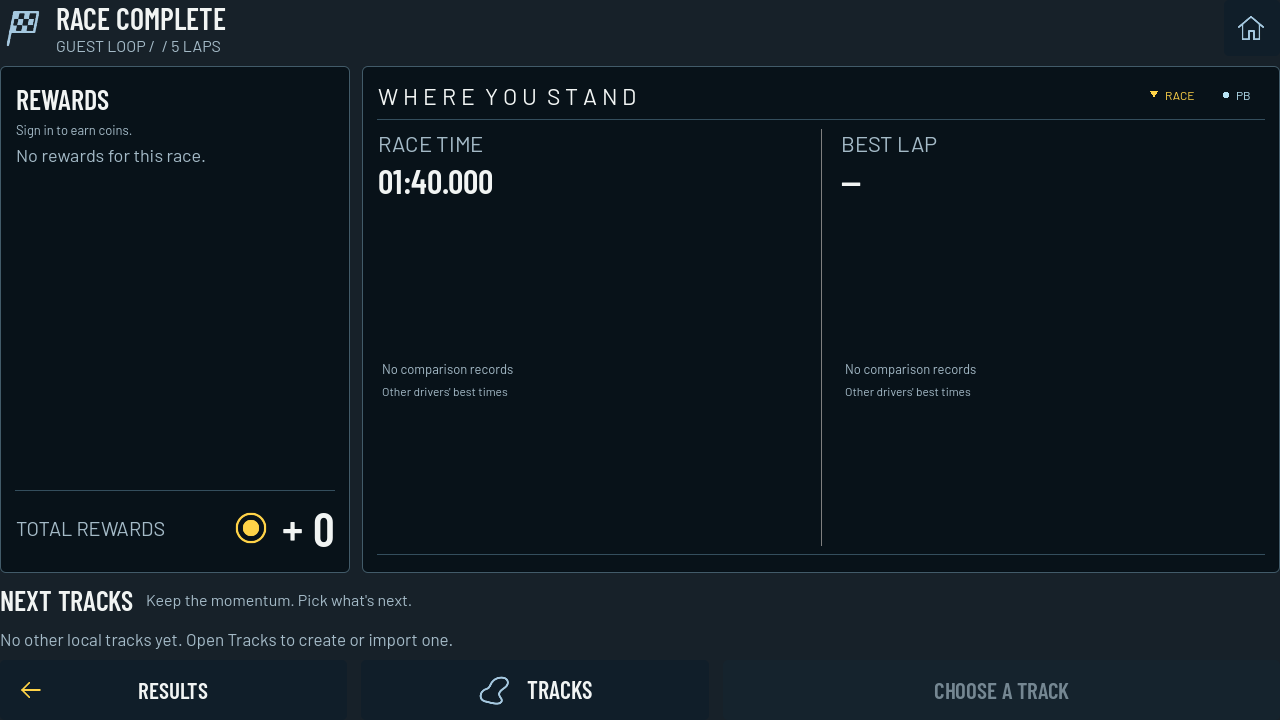 RACE COMPLETE
GUEST LOOP / / 5 LAPS
REWARDS
Sign in to earn coins.
No rewards for this race.
TOTAL REWARDS + 0
WHERE YOU STAND
RACE PB
RACE TIME
01:40.000
No comparison records
Other drivers' best times
BEST LAP
—
No comparison records
Other drivers' best times
NEXT TRACKS Keep the momentum. Pick what's next.
No other local tracks yet. Open Tracks to create or import one.
RESULTS
TRACKS
CHOOSE A TRACK